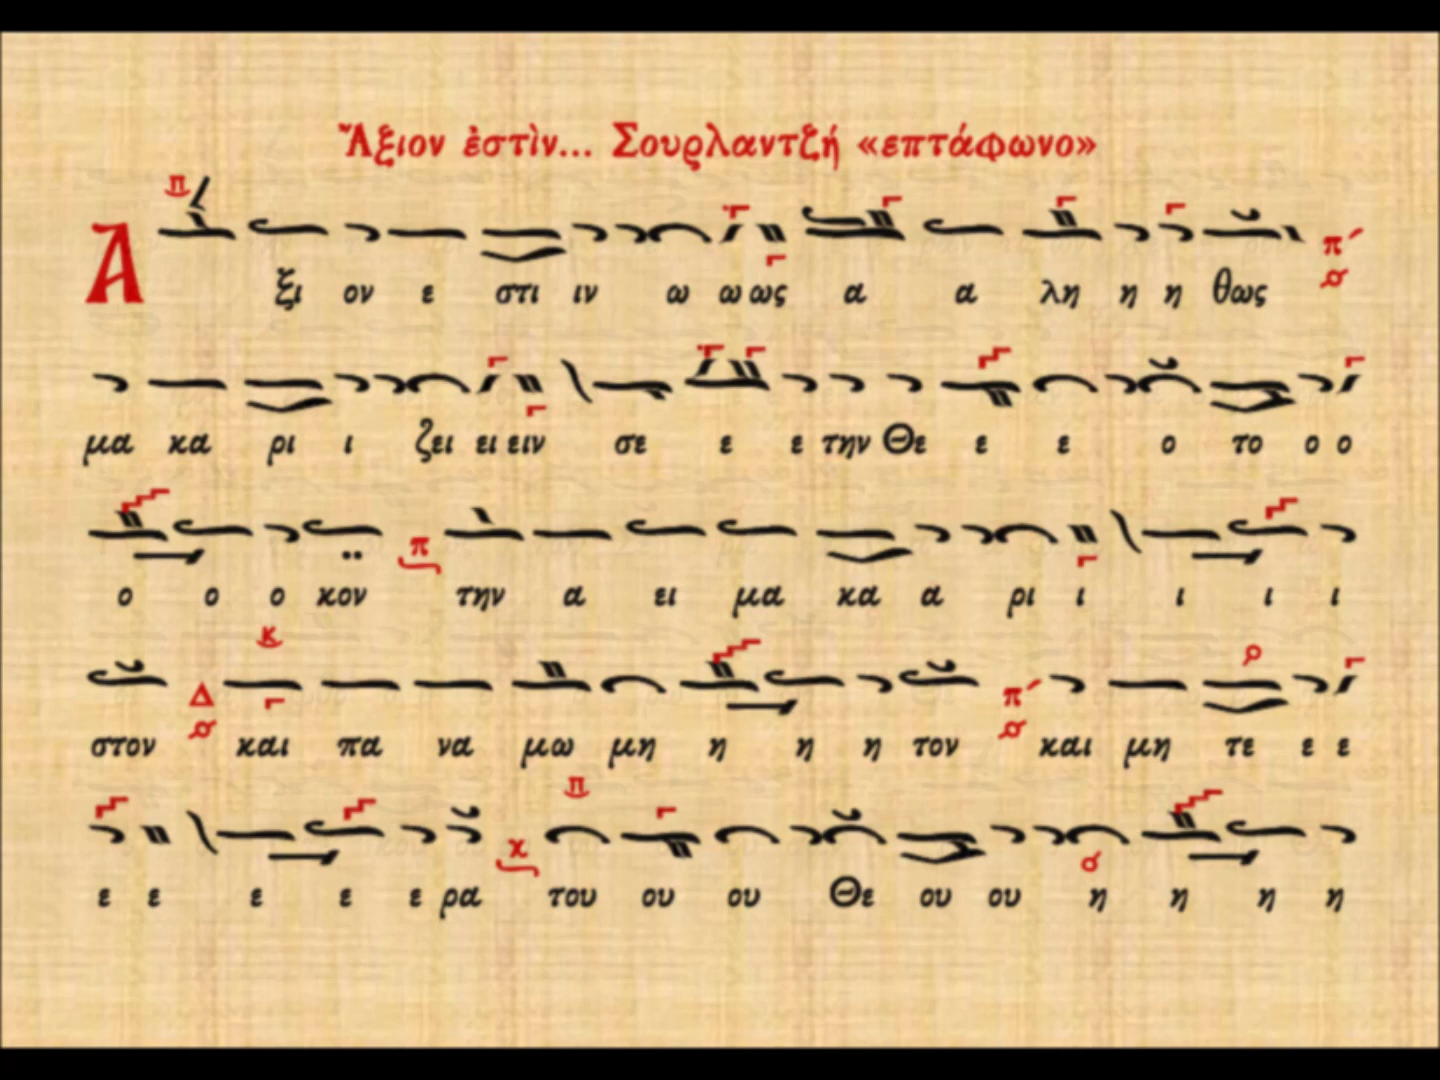 Ἄξιον ἐστὶν... Σουρλαντζή «επτάφωνο»
Α ξι ον ε στι ιν ω ω ως α α λη η η θως
μα κα ρι ι ζει ει ειν σε ε ε την Θε ε ε ο το ο ο
ο ο ο κον την α ει μα κα α ρι ι ι ι ι
στον και πα να μω μη η η η τον και μη τε ε ε
ε ε ε ε ε ρα του ου ου Θε ου ου η η η η